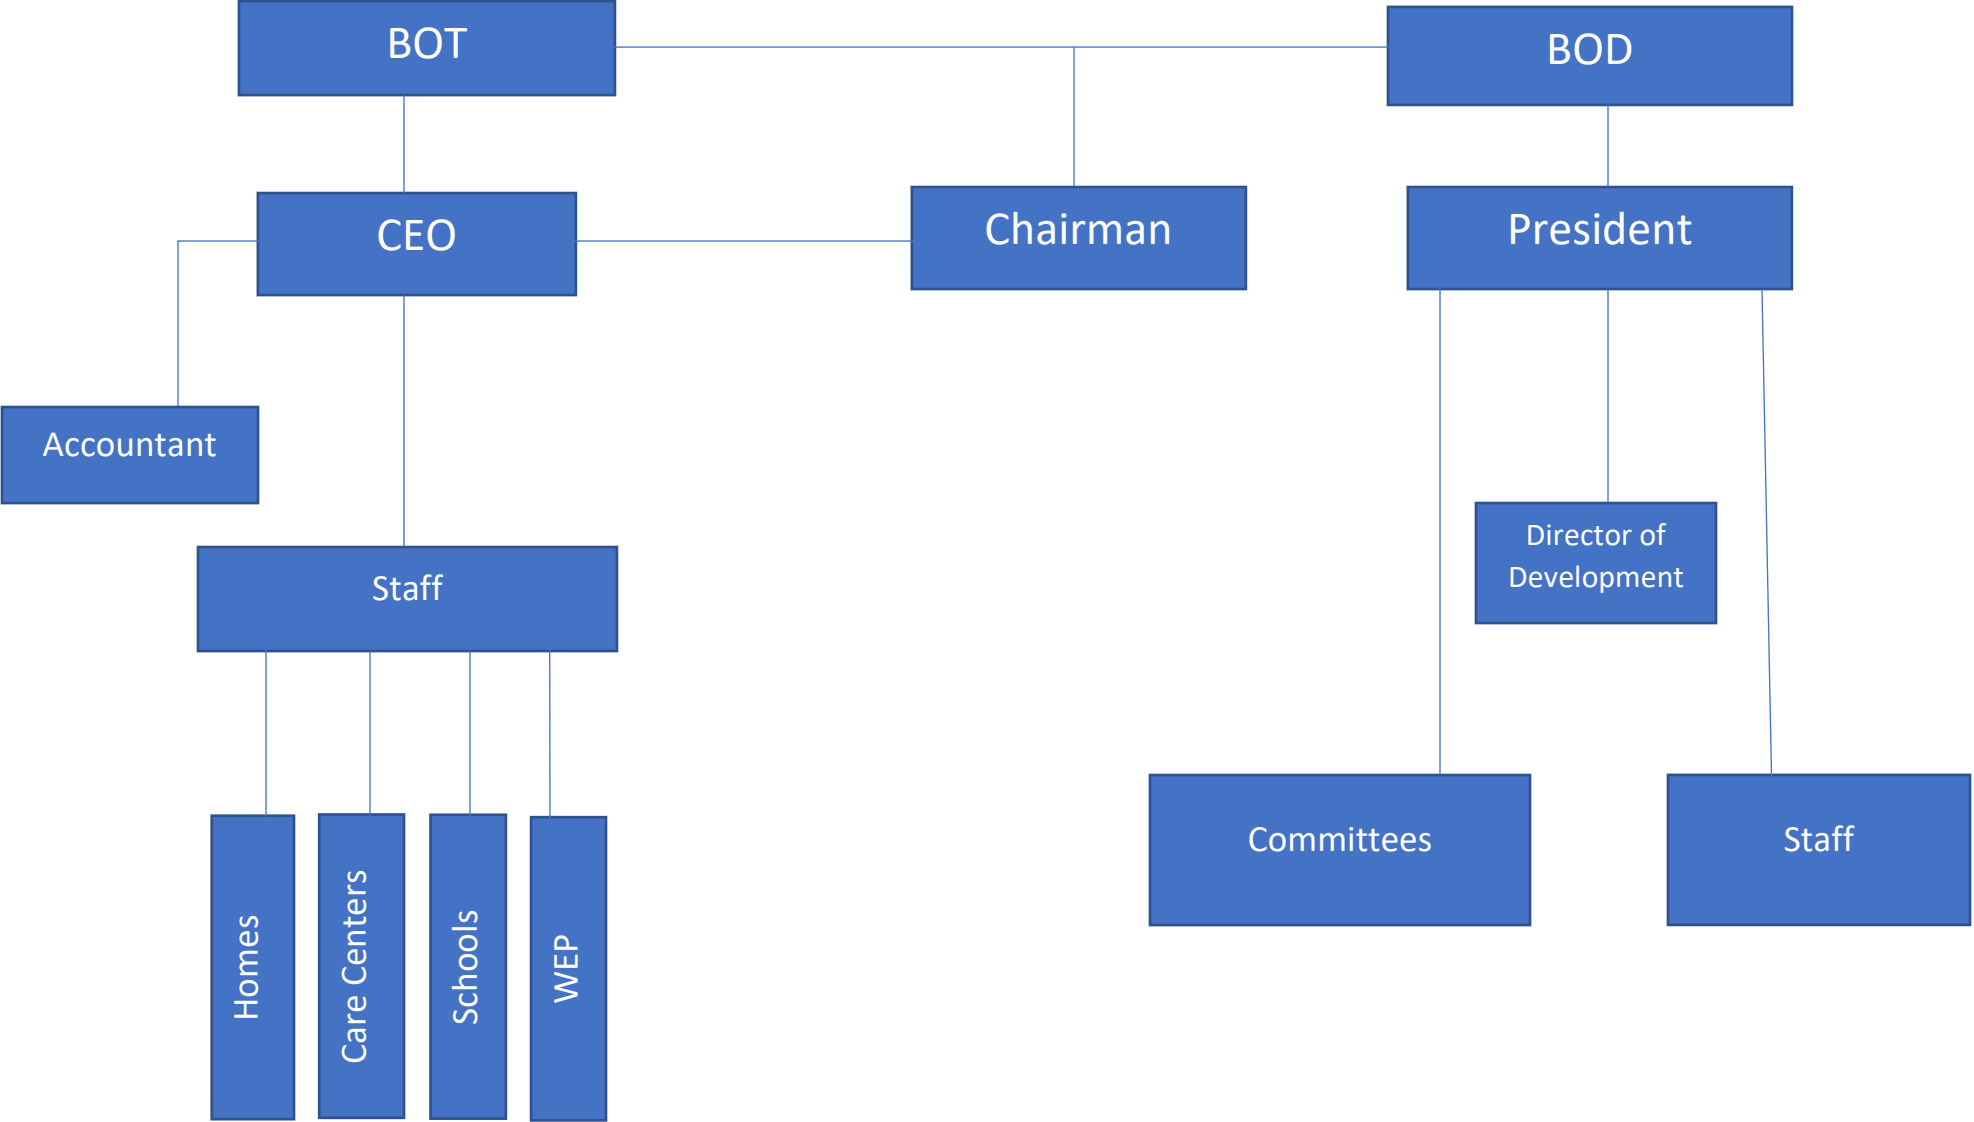 BOT
BOD
CEO
Chairman
President
Accountant
Director of
Development
Staff
Committees
Staff
Homes
Care Centers
Schools
WEP